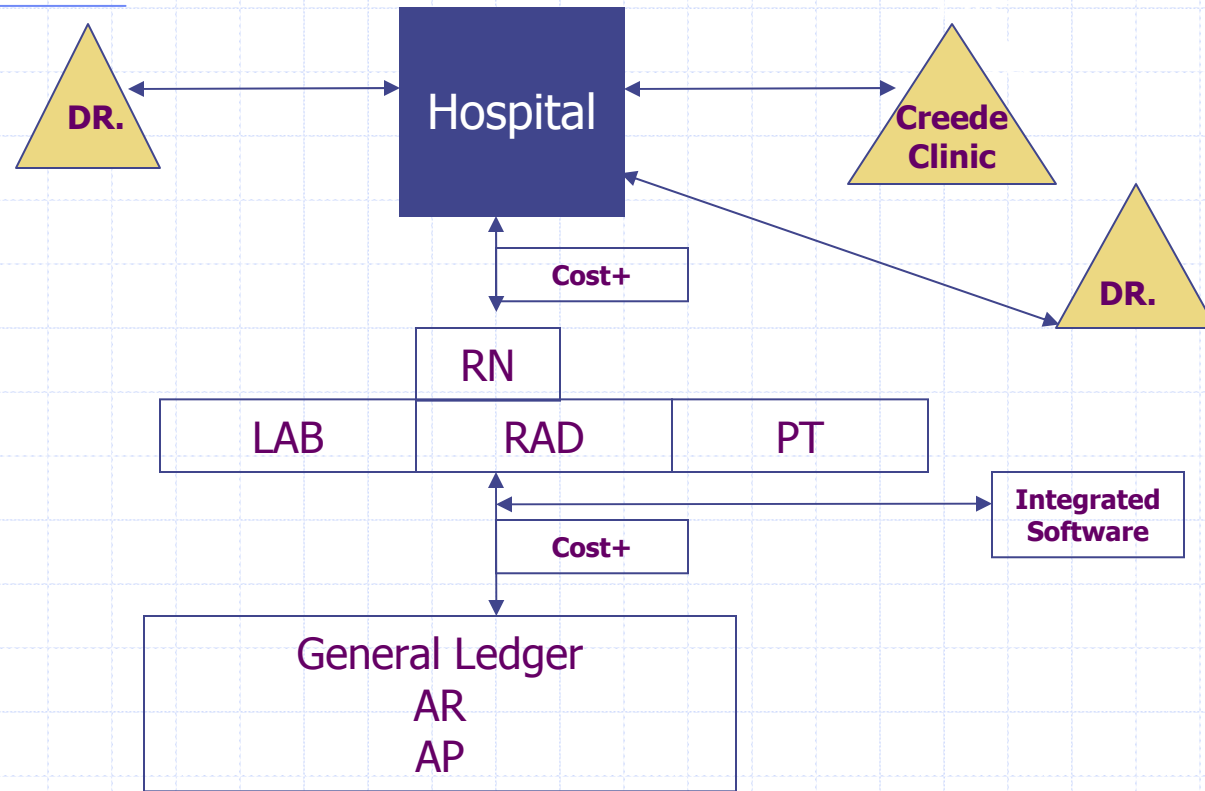 DR.
Hospital
Creede
Clinic
DR.
Cost+
RN
LAB
RAD
PT
Integrated
Software
Cost+
General Ledger
AR
AP